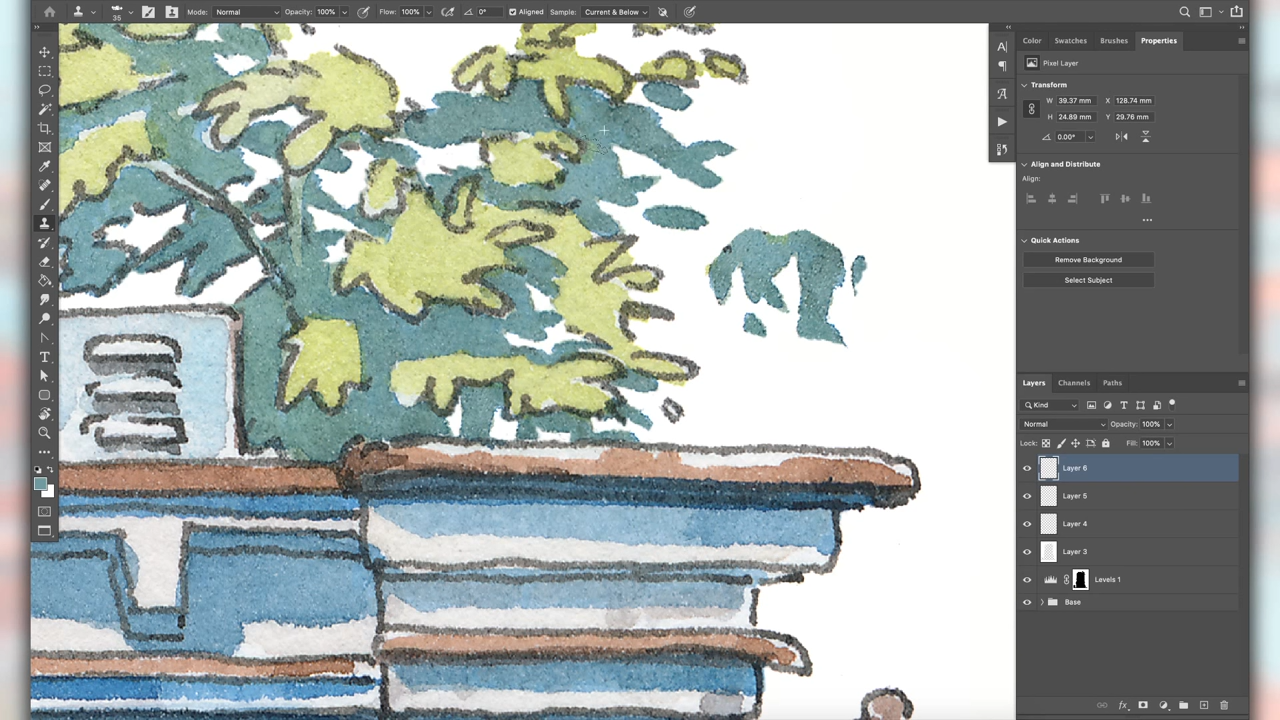 35 Mode: Normal Opacity: 100% Flow: 100% 0° Aligned Sample: Current & Below
Color Swatches Brushes Properties
Pixel Layer
Transform
W 39.37 mm X 128.74 mm
H 24.89 mm Y 29.76 mm
0.00°
Align and Distribute
Align:
Quick Actions
Remove Background
Select Subject
Layers Channels Paths
Kind
Normal Opacity: 100%
Lock: Fill: 100%
Layer 6
Layer 5
Layer 4
Layer 3
Levels 1
Base